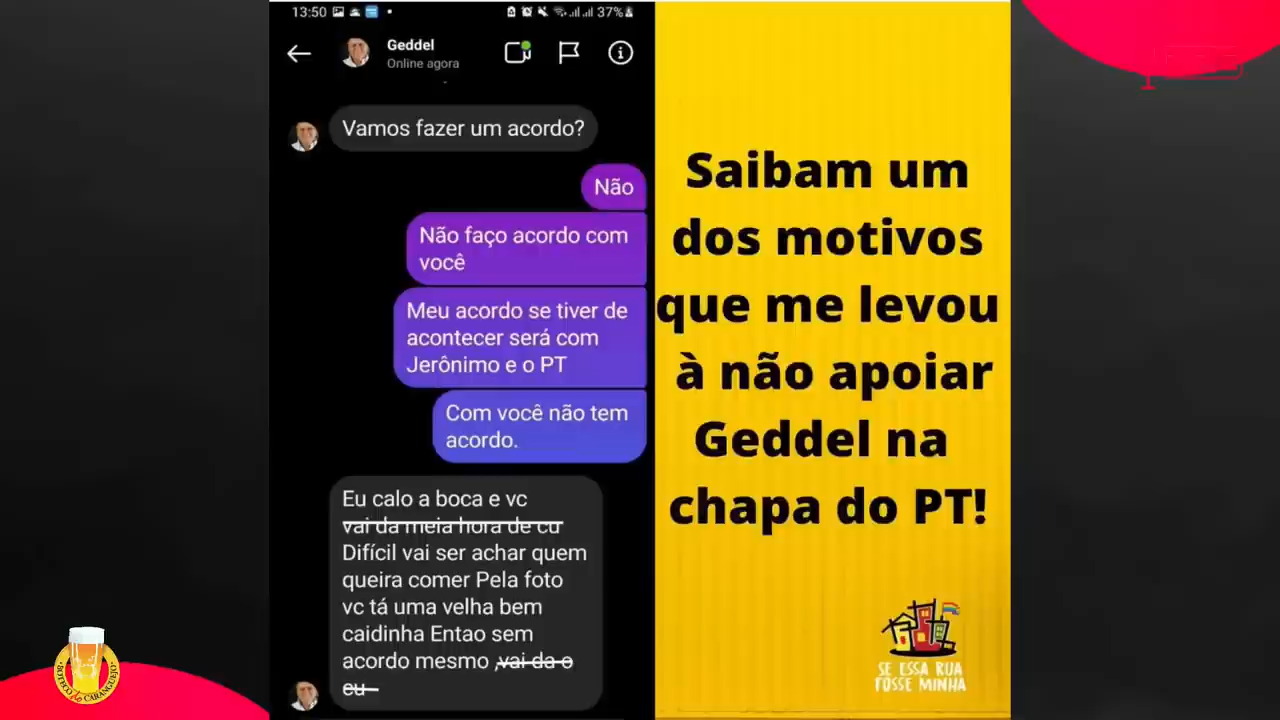 13:50
37%
Geddel
Online agora
Vamos fazer um acordo?
Não
Não faço acordo com
você
Meu acordo se tiver de
acontecer será com
Jerônimo e o PT
Com você não tem
acordo.
Eu calo a boca e vc
vai da meia hora de cu
Difícil vai ser achar quem
queira comer Pela foto
vc tá uma velha bem
caidinha Entao sem
acordo mesmo ,vai da o
cu
Saibam um
dos motivos
que me levou
à não apoiar
Geddel na
chapa do PT!
SE ESSA RUA
FOSSE MINHA
BOTECO do CARANGUEJO